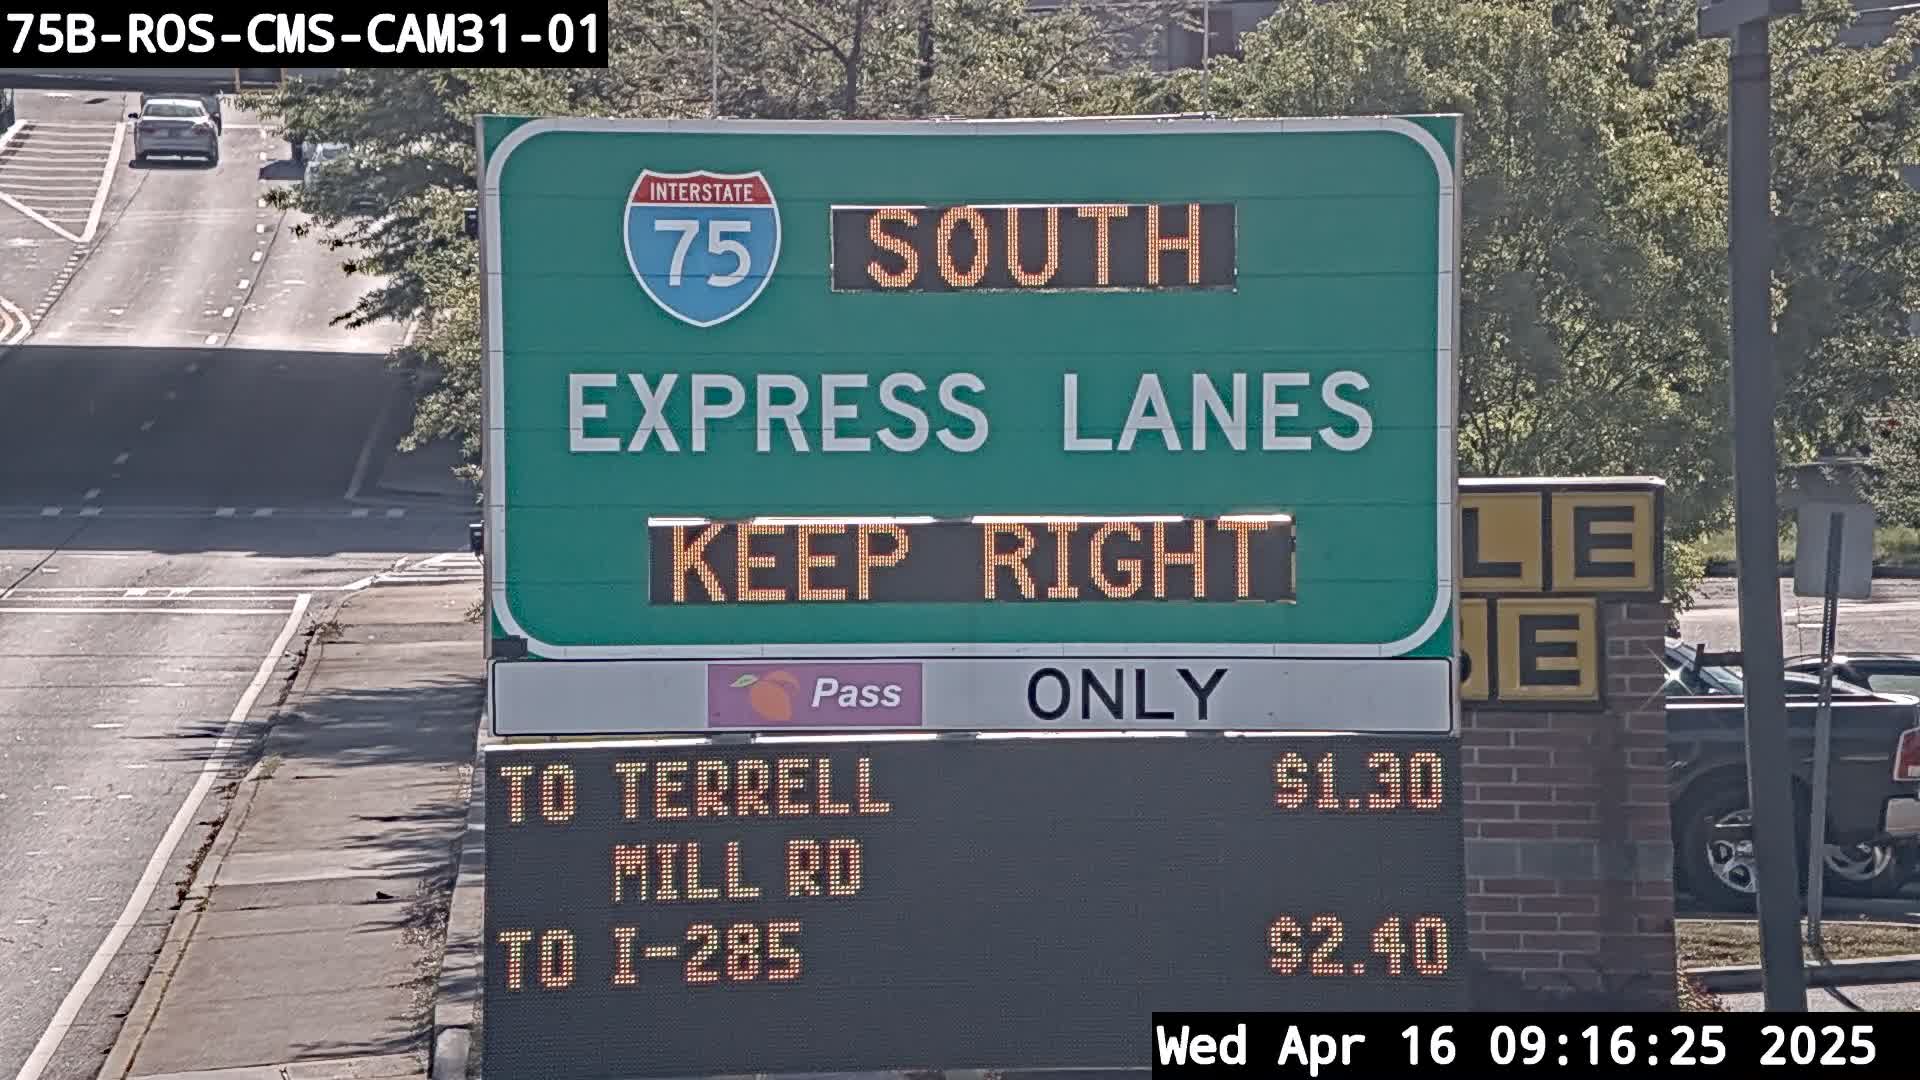 75B-ROS-CMS-CAM31-01
INTERSTATE
75
SOUTH
EXPRESS LANES
KEEP RIGHT
Pass ONLY
TO TERRELL $1.30
MILL RD
TO I-285 $2.40
LE
E
Wed Apr 16 09:16:25 2025